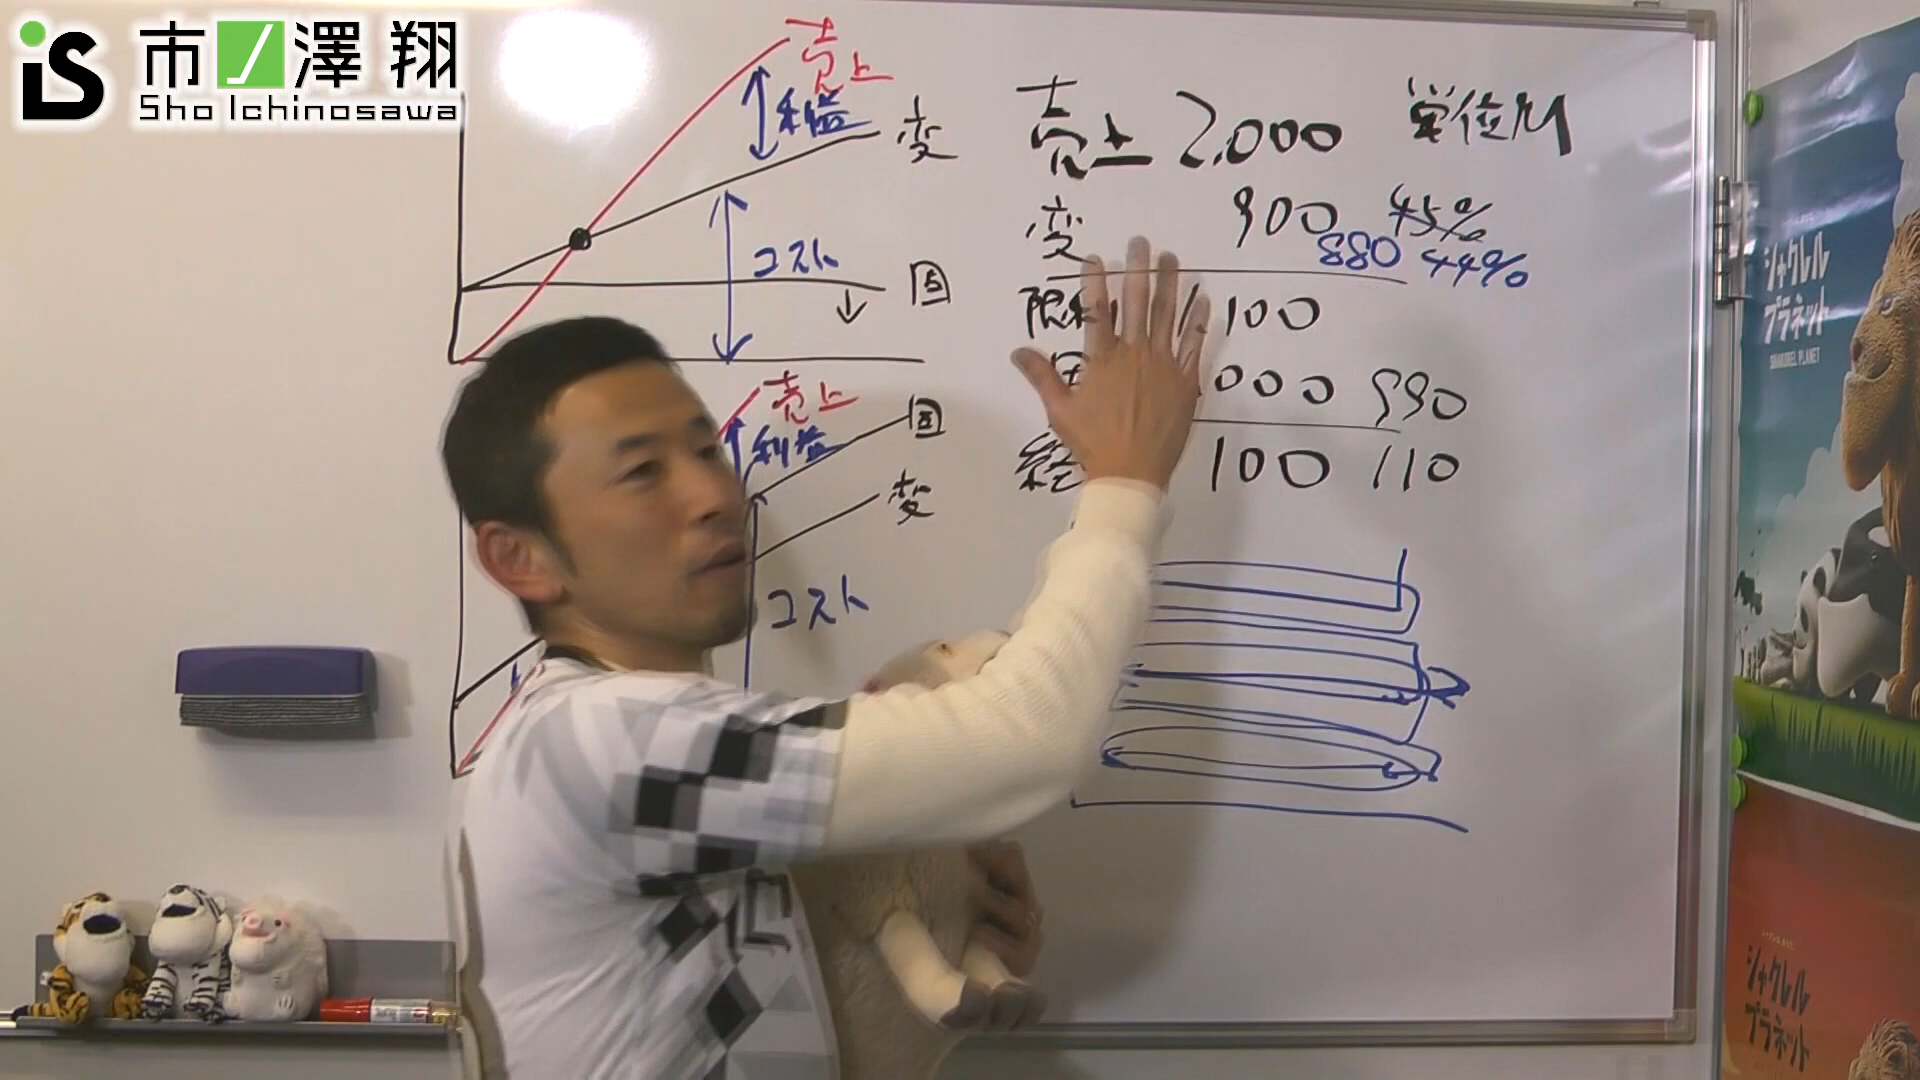 iS 市ノ澤 翔
Sho Ichinosawa
売上
利益
変
コスト
固
売上
利益
固
変
コスト
売上 2,000 単位M
変 900 45%
880 44%
限利 1,100
000 990
経 100 110
シャクレル
プラネット
SHAKUREL PLANET
シャクレル
プラネット